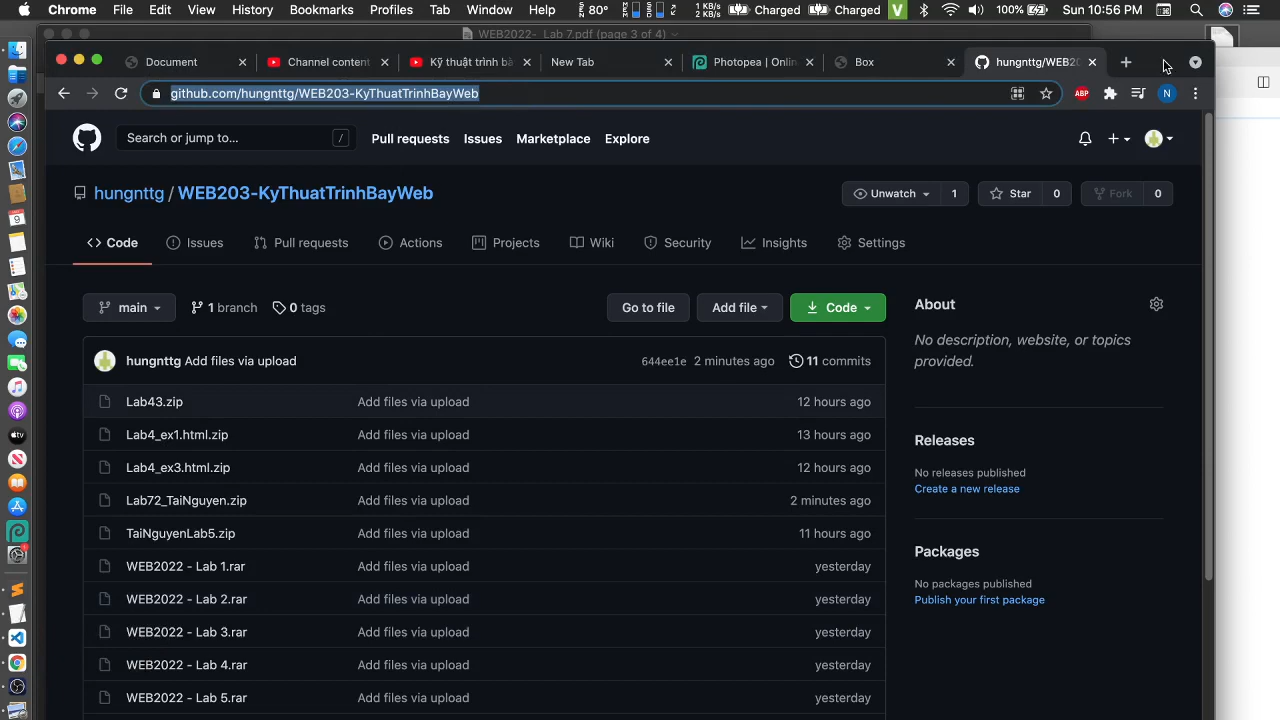 Chrome File Edit View History Bookmarks Profiles Tab Window Help 80° 1 KB/s 2 KB/s Charged Charged V 100% Sun 10:56 PM
WEB2022- Lab 7.pdf (page 3 of 4)
Document Channel content Kỹ thuật trình bà New Tab Photopea | Onlin Box hungnttg/WEB20
github.com/hungnttg/WEB203-KyThuatTrinhBayWeb ABP N
Search or jump to... / Pull requests Issues Marketplace Explore
hungnttg / WEB203-KyThuatTrinhBayWeb Unwatch 1 Star 0 Fork 0
Code Issues Pull requests Actions Projects Wiki Security Insights Settings
main 1 branch 0 tags Go to file Add file Code About
No description, website, or topics provided.
hungnttg Add files via upload 644ee1e 2 minutes ago 11 commits
Lab43.zip Add files via upload 12 hours ago
Lab4_ex1.html.zip Add files via upload 13 hours ago
Releases
Lab4_ex3.html.zip Add files via upload 12 hours ago
No releases published
Create a new release
Lab72_TaiNguyen.zip Add files via upload 2 minutes ago
TaiNguyenLab5.zip Add files via upload 11 hours ago
Packages
WEB2022 - Lab 1.rar Add files via upload yesterday
No packages published
Publish your first package
WEB2022 - Lab 2.rar Add files via upload yesterday
WEB2022 - Lab 3.rar Add files via upload yesterday
WEB2022 - Lab 4.rar Add files via upload yesterday
WEB2022 - Lab 5.rar Add files via upload yesterday